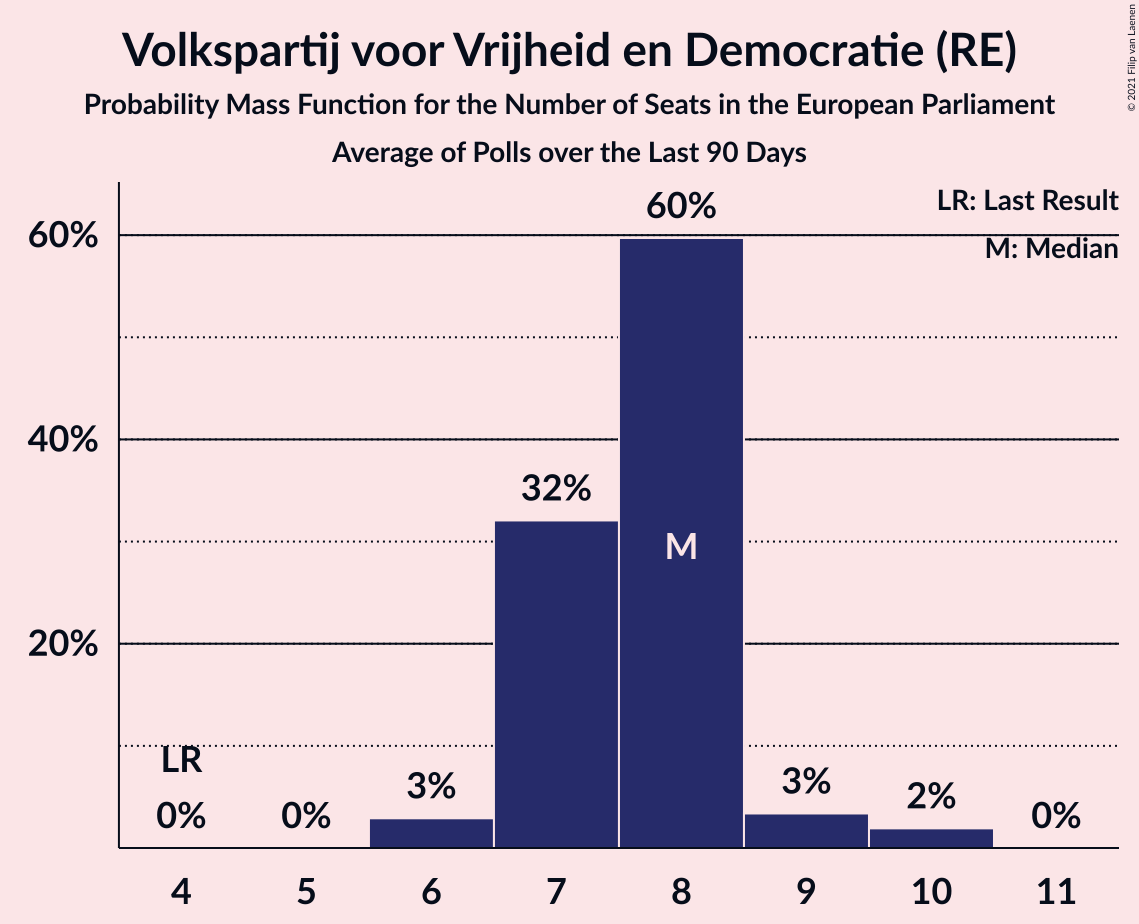 Volkspartij voor Vrijheid en Democratie (RE)
Probability Mass Function for the Number of Seats in the European Parliament
Average of Polls over the Last 90 Days
© 2021 Filip van Laenen
LR: Last Result
M: Median
60%
40%
20%
LR
0%
0%
3%
32%
60%
M
3%
2%
0%
4 5 6 7 8 9 10 11